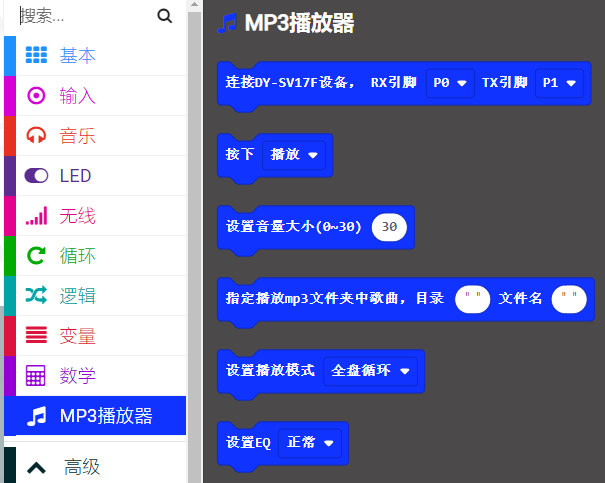 搜索...
基本
输入
音乐
LED
无线
循环
逻辑
变量
数学
MP3播放器
高级
MP3播放器
连接DY-SV17F设备， RX引脚 P0 TX引脚 P1
按下 播放
设置音量大小(0~30) 30
指定播放mp3文件夹中歌曲，目录 " " 文件名 " "
设置播放模式 全盘循环
设置EQ 正常